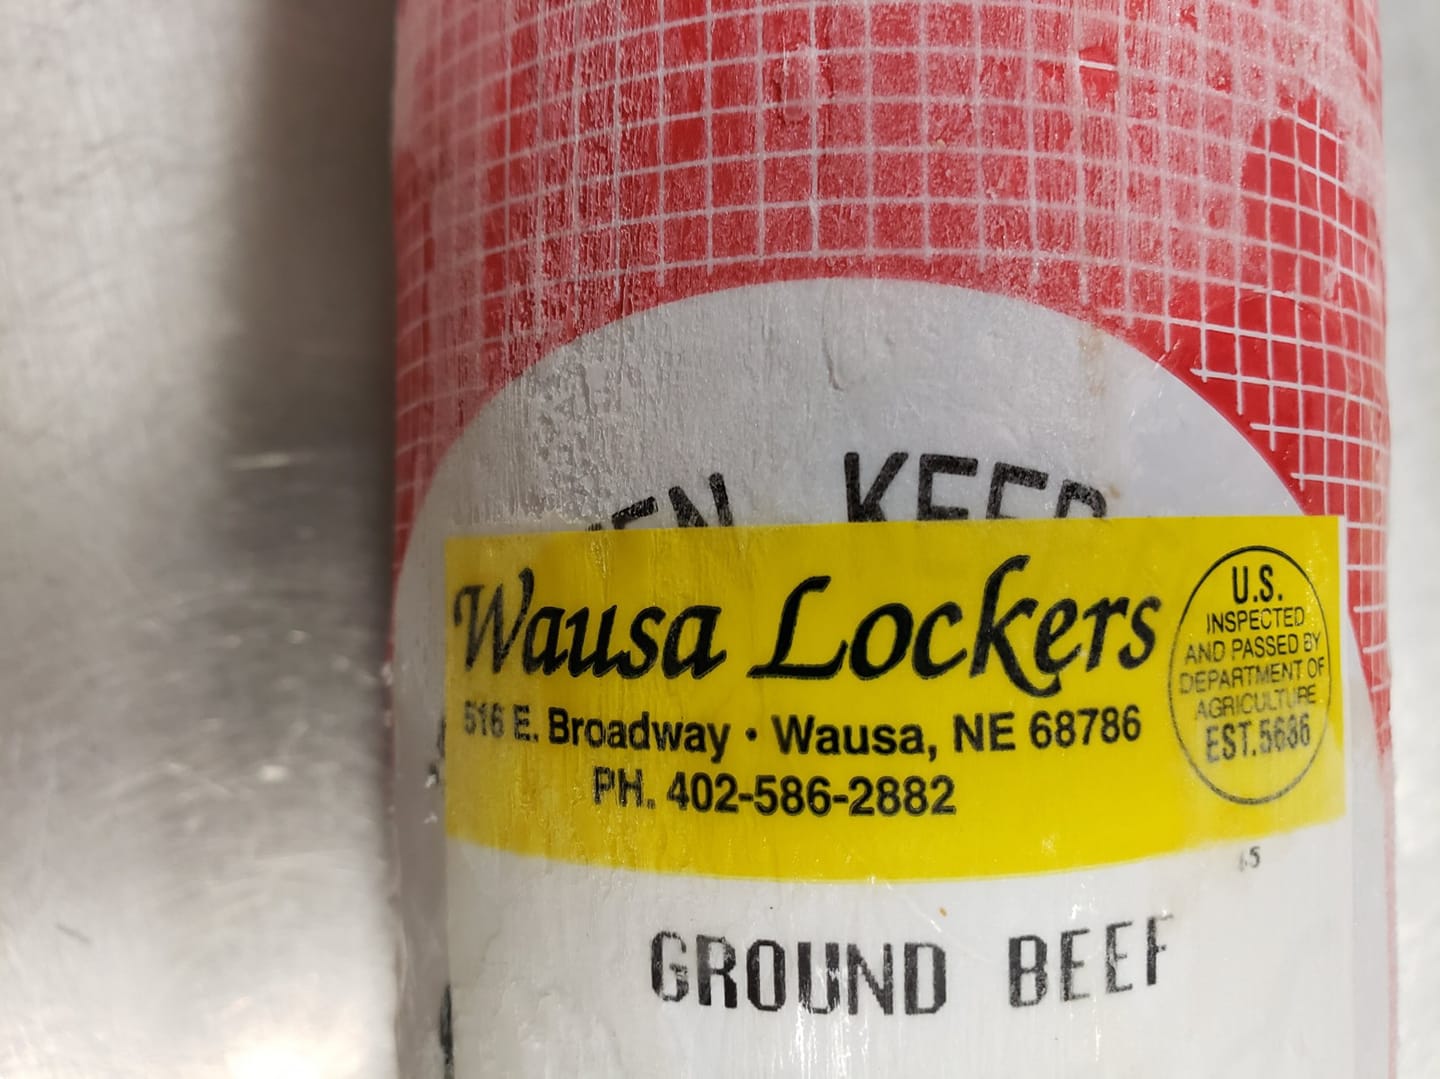 KEEP
Wausa Lockers
516 E. Broadway • Wausa, NE 68786
PH. 402-586-2882
U.S.
INSPECTED
AND PASSED BY
DEPARTMENT OF
AGRICULTURE
EST. 5686
GROUND BEEF